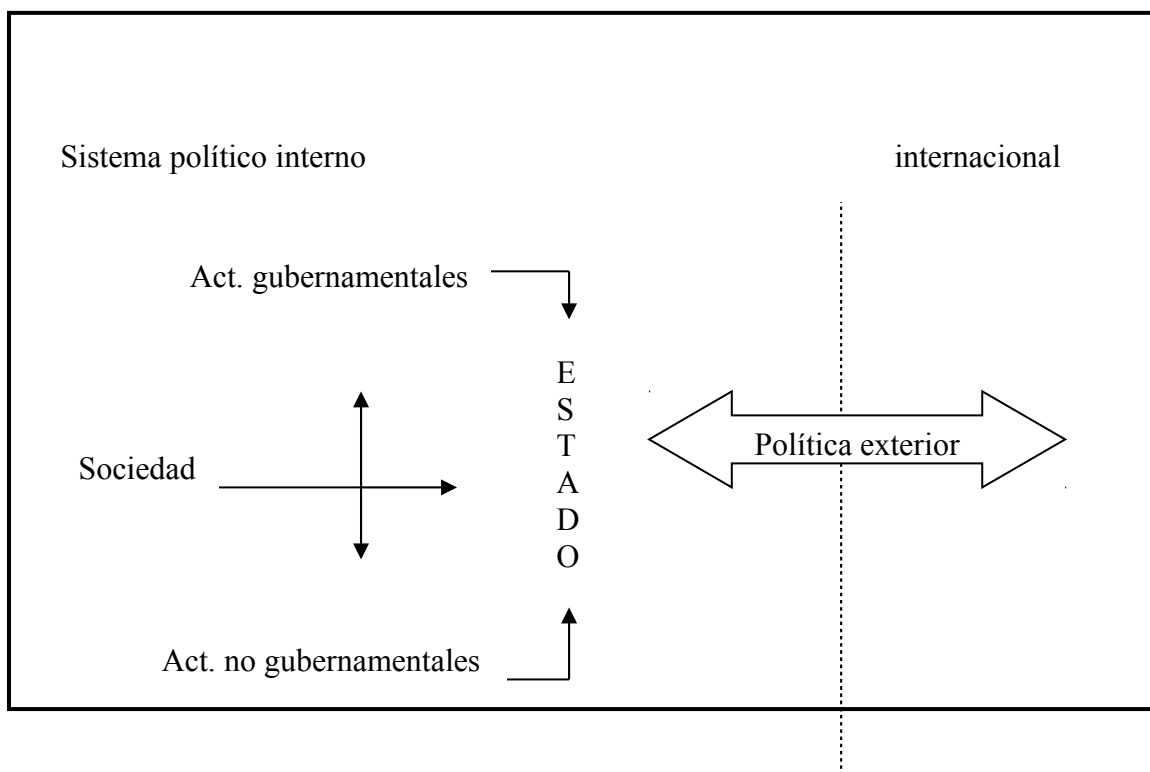 Sistema político interno
internacional
Act. gubernamentales
E
S
T
A
D
O
Política exterior
Sociedad
Act. no gubernamentales